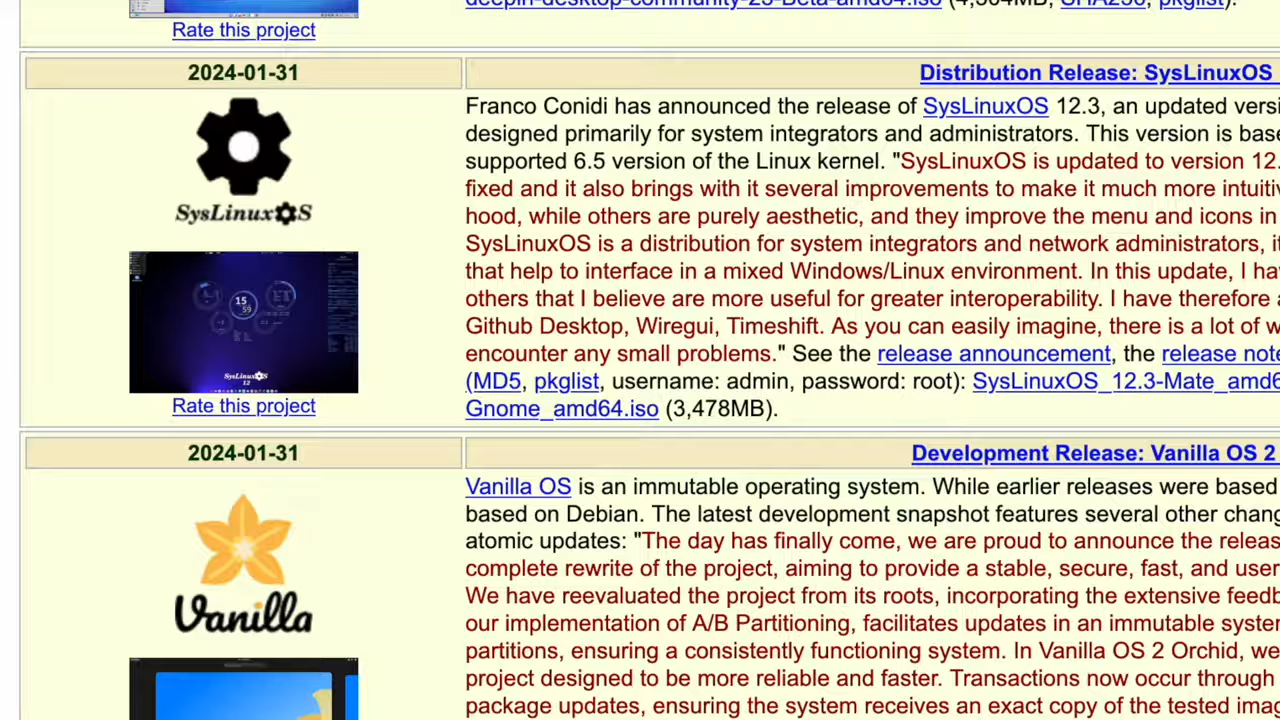 deepin-desktop-community-23-Beta-amd64.iso (4,304MB, SHA256, pkglist).
Rate this project
2024-01-31
Distribution Release: SysLinuxOS
SysLinuxOS
Franco Conidi has announced the release of SysLinuxOS 12.3, an updated versi
designed primarily for system integrators and administrators. This version is base
supported 6.5 version of the Linux kernel. "SysLinuxOS is updated to version 12.
fixed and it also brings with it several improvements to make it much more intuitiv
hood, while others are purely aesthetic, and they improve the menu and icons in
SysLinuxOS is a distribution for system integrators and network administrators, i
that help to interface in a mixed Windows/Linux environment. In this update, I hav
others that I believe are more useful for greater interoperability. I have therefore a
Github Desktop, Wiregui, Timeshift. As you can easily imagine, there is a lot of w
encounter any small problems." See the release announcement, the release note
(MD5, pkglist, username: admin, password: root): SysLinuxOS_12.3-Mate_amd6
Gnome_amd64.iso (3,478MB).
15
59
SysLinuxOS
12
Rate this project
2024-01-31
Development Release: Vanilla OS 2
Vanilla
Vanilla OS is an immutable operating system. While earlier releases were based
based on Debian. The latest development snapshot features several other chang
atomic updates: "The day has finally come, we are proud to announce the releas
complete rewrite of the project, aiming to provide a stable, secure, fast, and user
We have reevaluated the project from its roots, incorporating the extensive feedb
our implementation of A/B Partitioning, facilitates updates in an immutable system
partitions, ensuring a consistently functioning system. In Vanilla OS 2 Orchid, we
project designed to be more reliable and faster. Transactions now occur through
package updates, ensuring the system receives an exact copy of the tested imag